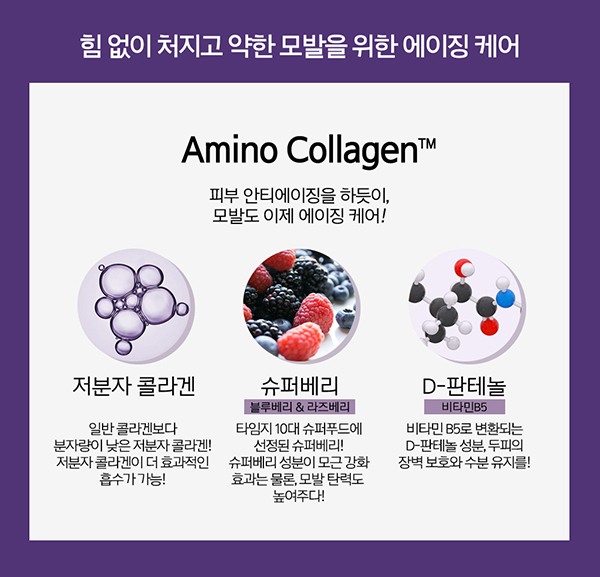 힘 없이 처지고 약한 모발을 위한 에이징 케어
Amino Collagen™
피부 안티에이징을 하듯이,
모발도 이제 에이징 케어!
저분자 콜라겐
일반 콜라겐보다
분자량이 낮은 저분자 콜라겐!
저분자 콜라겐이 더 효과적인
흡수가 가능!
슈퍼베리
블루베리 & 라즈베리
타임지 10대 슈퍼푸드에
선정된 슈퍼베리!
슈퍼베리 성분이 모근 강화
효과는 물론, 모발 탄력도
높여주다!
D-판테놀
비타민B5
비타민 B5로 변환되는
D-판테놀 성분, 두피의
장벽 보호와 수분 유지를!